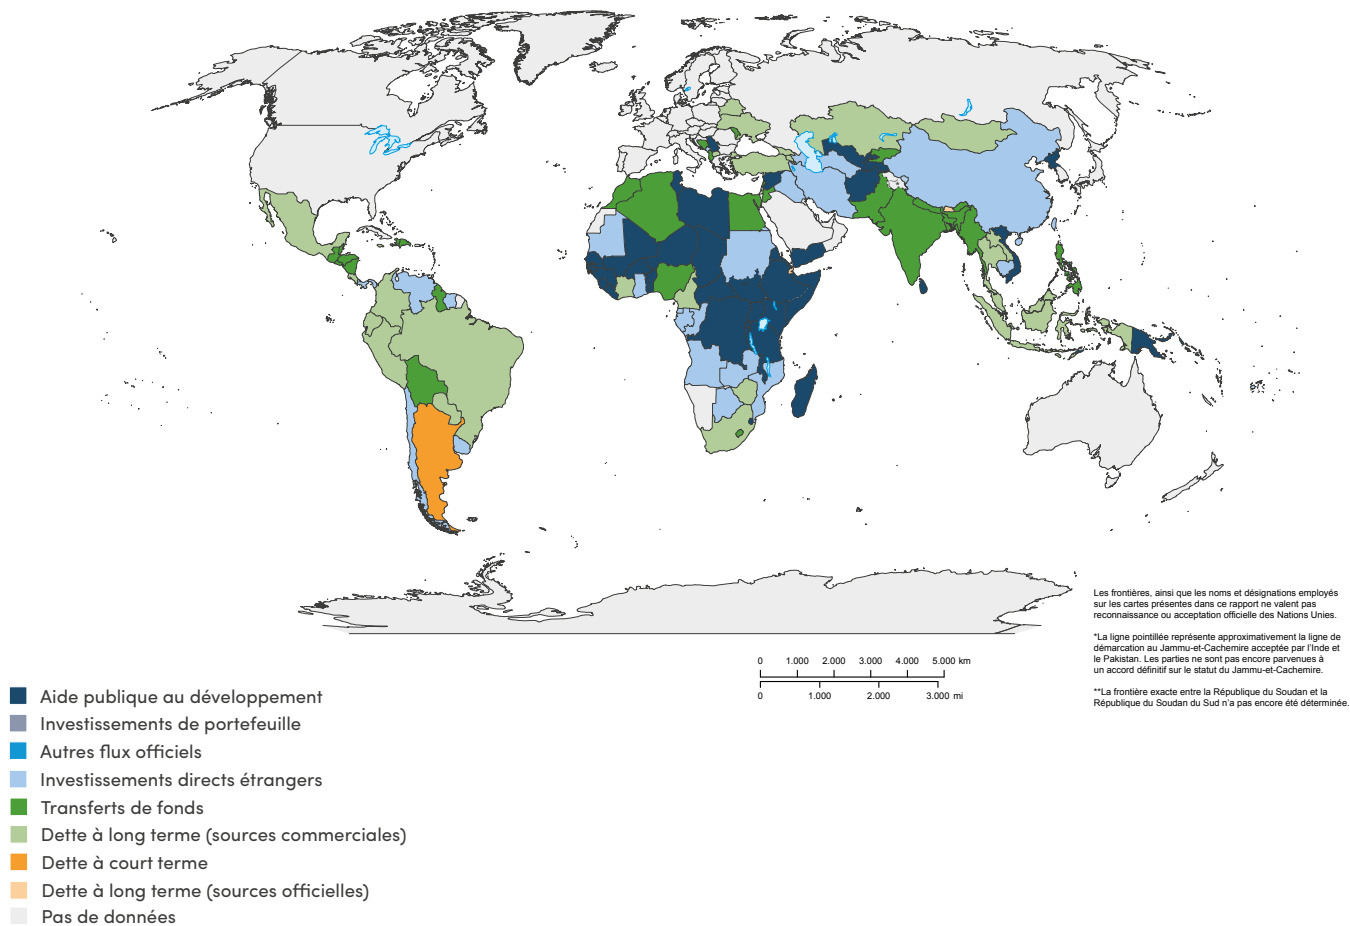 Les frontières, ainsi que les noms et désignations employés
sur les cartes présentes dans ce rapport ne valent pas
reconnaissance ou acceptation officielle des Nations Unies.
*La ligne pointillée représente approximativement la ligne de
démarcation au Jammu-et-Cachemire acceptée par l'Inde et
le Pakistan. Les parties ne sont pas encore parvenues à
un accord définitif sur le statut du Jammu-et-Cachemire.
**La frontière exacte entre la République du Soudan et la
République du Soudan du Sud n'a pas encore été déterminée.
0 1.000 2.000 3.000 4.000 5.000 km
0 1.000 2.000 3.000 mi
Aide publique au développement
Investissements de portefeuille
Autres flux officiels
Investissements directs étrangers
Transferts de fonds
Dette à long terme (sources commerciales)
Dette à court terme
Dette à long terme (sources officielles)
Pas de données